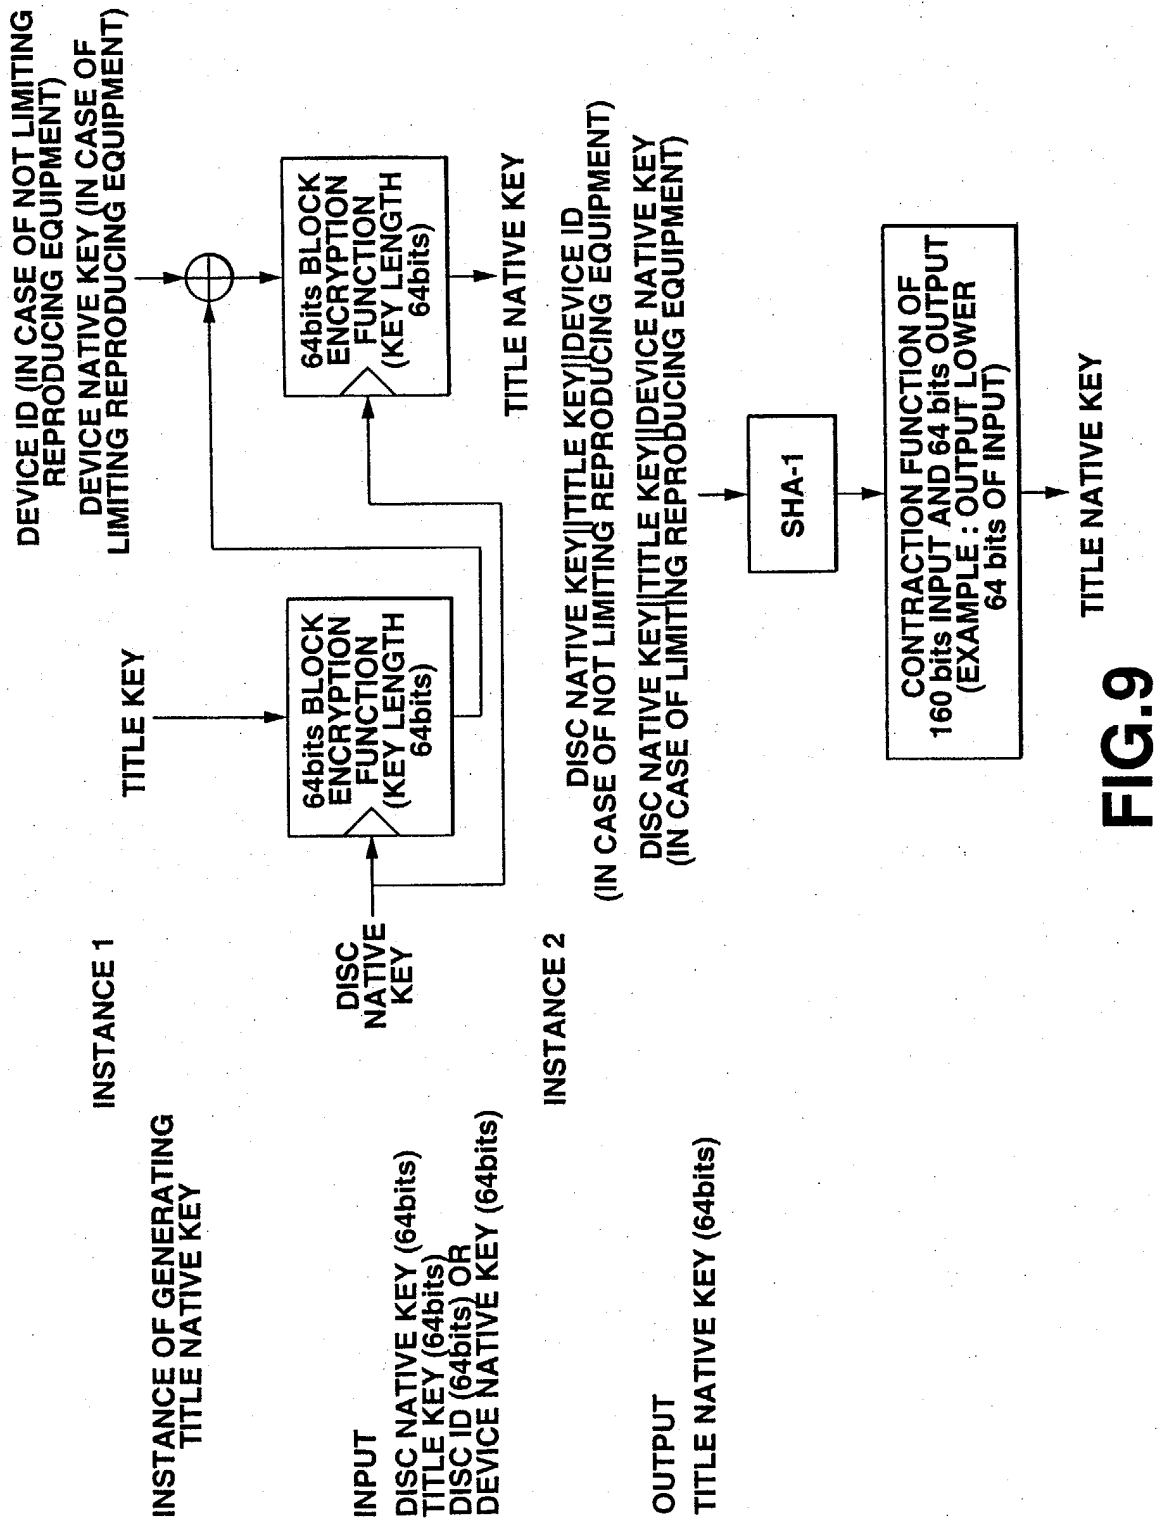 INSTANCE OF GENERATING
TITLE NATIVE KEY
INPUT
DISC NATIVE KEY (64bits)
TITLE KEY (64bits)
DISC ID (64bits) OR
DEVICE NATIVE KEY (64bits)
OUTPUT
TITLE NATIVE KEY (64bits)
INSTANCE 1
TITLE KEY
DISC
NATIVE
KEY
64bits BLOCK
ENCRYPTION
FUNCTION
(KEY LENGTH
64bits)
DEVICE ID (IN CASE OF NOT LIMITING
REPRODUCING EQUIPMENT)
DEVICE NATIVE KEY (IN CASE OF
LIMITING REPRODUCING EQUIPMENT)
64bits BLOCK
ENCRYPTION
FUNCTION
(KEY LENGTH
64bits)
TITLE NATIVE KEY
INSTANCE 2
DISC NATIVE KEY||TITLE KEY||DEVICE ID
(IN CASE OF NOT LIMITING REPRODUCING EQUIPMENT)
DISC NATIVE KEY||TITLE KEY||DEVICE NATIVE KEY
(IN CASE OF LIMITING REPRODUCING EQUIPMENT)
SHA-1
CONTRACTION FUNCTION OF
160 bits INPUT AND 64 bits OUTPUT
(EXAMPLE : OUTPUT LOWER
64 bits OF INPUT)
TITLE NATIVE KEY
FIG.9